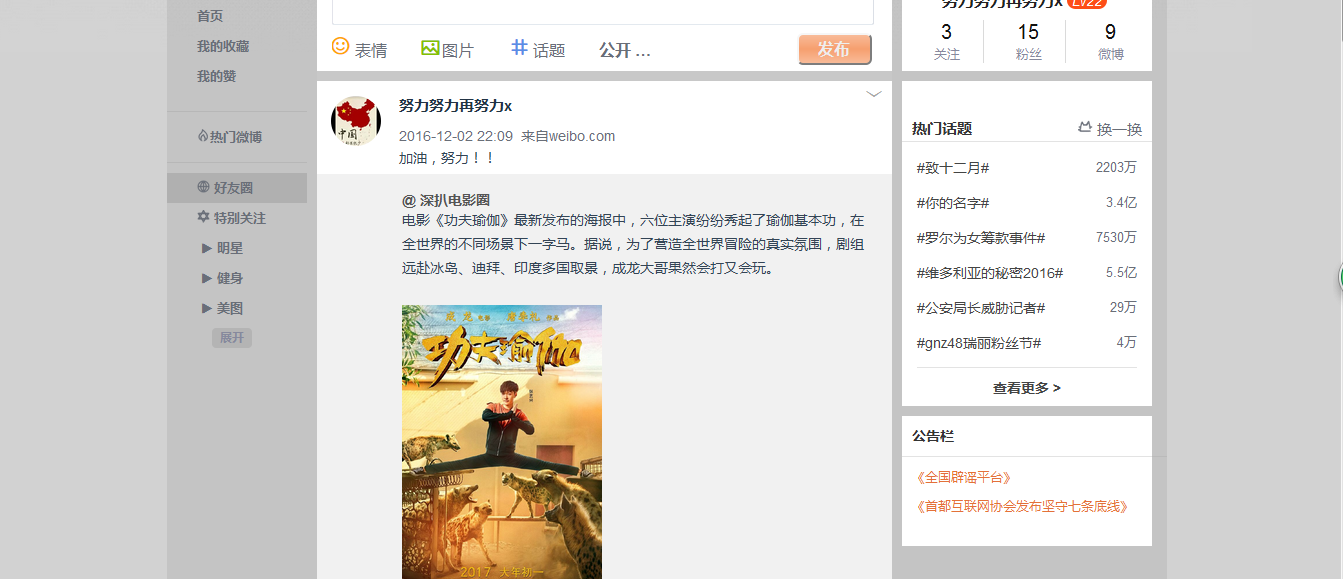 首页
我的收藏
我的赞
热门微博
好友圈
特别关注
明星
健身
美图
展开
表情
图片
话题
公开 ...
发布
努力努力再努力x
2016-12-02 22:09 来自weibo.com
加油，努力！！
@ 深扒电影圈
电影《功夫瑜伽》最新发布的海报中，六位主演纷纷秀起了瑜伽基本功，在
全世界的不同场景下一字马。据说，为了营造全世界冒险的真实氛围，剧组
远赴冰岛、迪拜、印度多国取景，成龙大哥果然会打又会玩。
成龙
功夫瑜伽
2017 大年初一
中国
努力努力再努力x Lv22
3 15 9
关注 粉丝 微博
热门话题 换一换
#致十二月# 2203万
#你的名字# 3.4亿
#罗尔为女筹款事件# 7530万
#维多利亚的秘密2016# 5.5亿
#公安局长威胁记者# 29万
#gnz48瑞丽粉丝节# 4万
查看更多 >
公告栏
《全国辟谣平台》
《首都互联网协会发布坚守七条底线》